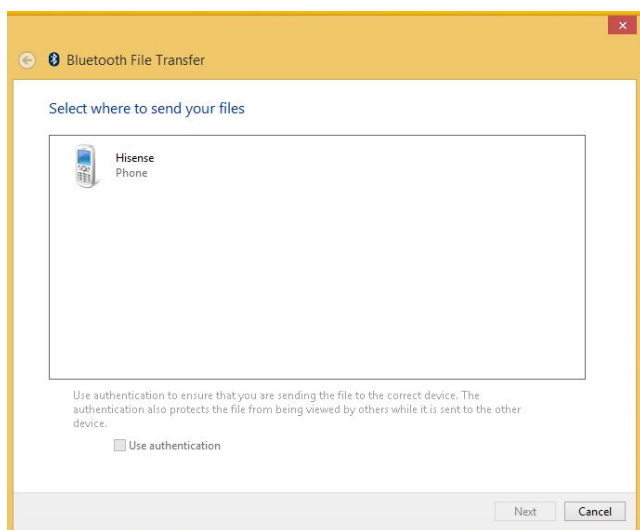 Bluetooth File Transfer
Select where to send your files
Hisense
Phone
Use authentication to ensure that you are sending the file to the correct device. The
authentication also protects the file from being viewed by others while it is sent to the other
device.
Use authentication
Next Cancel